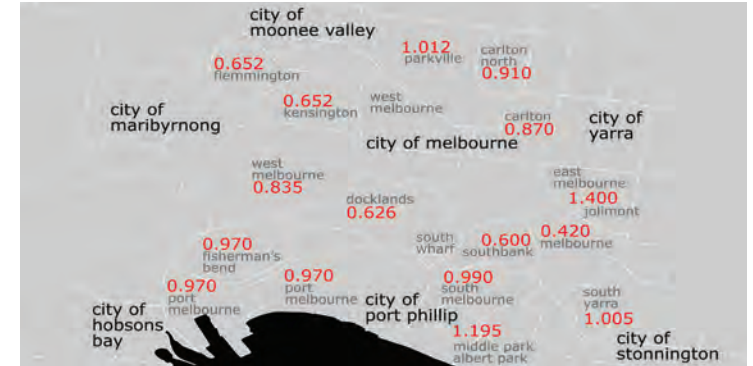 city of
moonee valley
1.012
parkville
carlton
north
0.910
0.652
flemmington
0.652
kensington
west
melbourne
city of
maribyrnong
carlton
0.870
city of
yarra
city of melbourne
west
melbourne
0.835
docklands
0.626
east
melbourne
1.400
jolimont
0.970
fisherman's
bend
south
wharf
0.600
southbank
0.420
melbourne
0.970
port
melbourne
0.970
port
melbourne
0.990
south
melbourne
south
yarra
1.005
city of
hobsons
bay
city of
port phillip
1.195
middle park
albert park
city of
stonnington